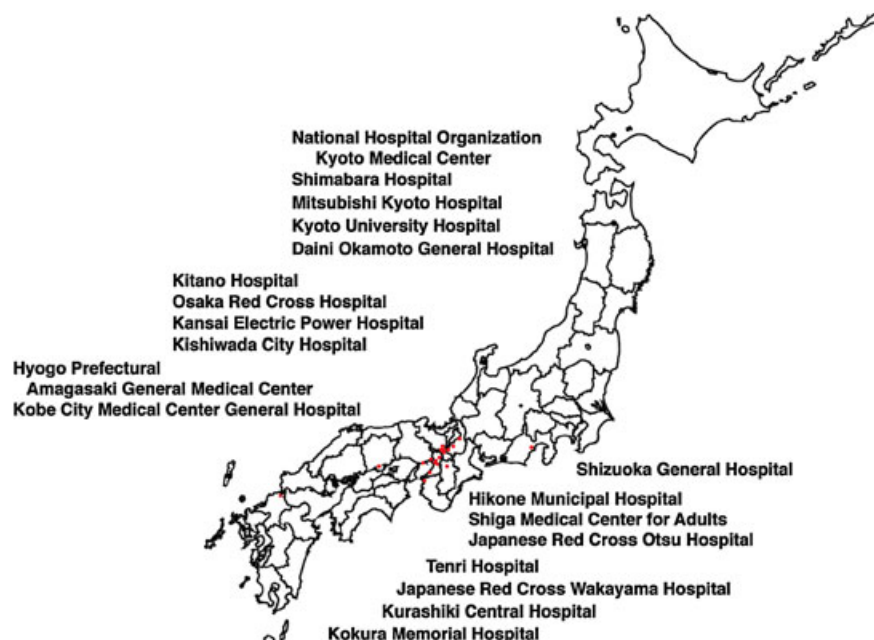 National Hospital Organization
Kyoto Medical Center
Shimabara Hospital
Mitsubishi Kyoto Hospital
Kyoto University Hospital
Daini Okamoto General Hospital
Kitano Hospital
Osaka Red Cross Hospital
Kansai Electric Power Hospital
Kishiwada City Hospital
Hyogo Prefectural
Amagasaki General Medical Center
Kobe City Medical Center General Hospital
Shizuoka General Hospital
Hikone Municipal Hospital
Shiga Medical Center for Adults
Japanese Red Cross Otsu Hospital
Tenri Hospital
Japanese Red Cross Wakayama Hospital
Kurashiki Central Hospital
Kokura Memorial Hospital